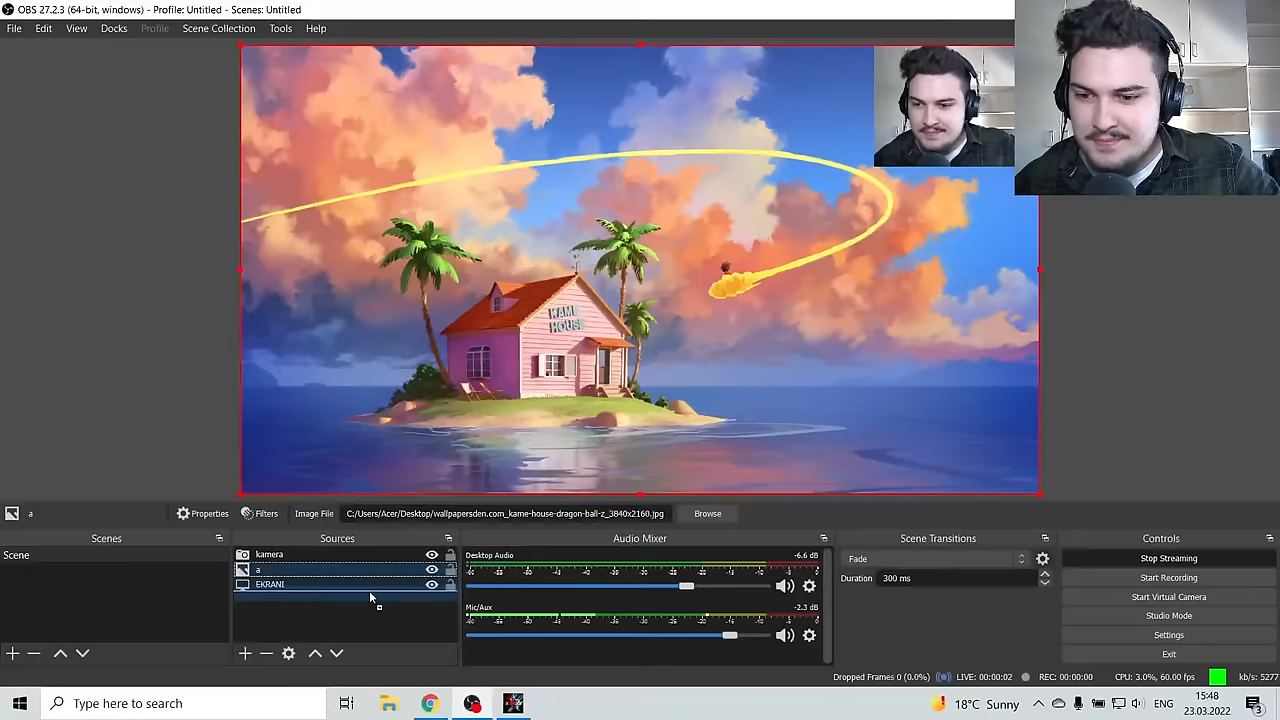 OBS 27.2.3 (64-bit, windows) - Profile: Untitled - Scenes: Untitled
File Edit View Docks Profile Scene Collection Tools Help
KAME
HOUSE
a Properties Filters Image File C:/Users/Acer/Desktop/wallpapersden.com_kame-house-dragon-ball-z_3840x2160.jpg Browse
Scenes Sources Audio Mixer Scene Transitions Controls
Scene
kamera
a
EKRANI
Desktop Audio -6.6 dB
Mic/Aux -2.3 dB
Fade
Duration 300 ms
Stop Streaming
Start Recording
Start Virtual Camera
Studio Mode
Settings
Exit
Dropped Frames 0 (0.0%) LIVE: 00:00:02 REC: 00:00:00 CPU: 3.0%, 60.00 fps kb/s: 5277
Type here to search
18°C Sunny
ENG
15:48
23.03.2022
3